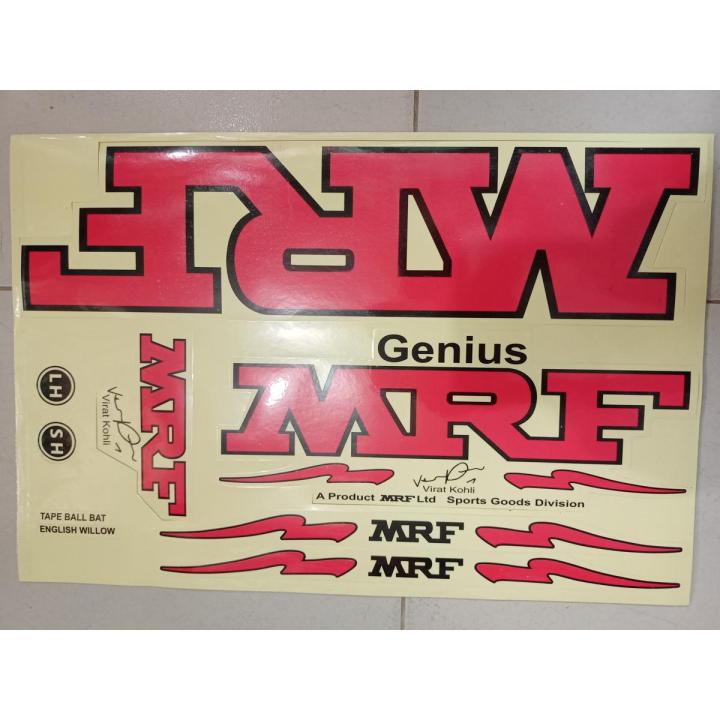 MRF
Genius
MRF
Virat Kohli
A Product MRF Ltd Sports Goods Division
MRF
MRF
MRF
Virat Kohli
LH
SH
TAPE BALL BAT
ENGLISH WILLOW